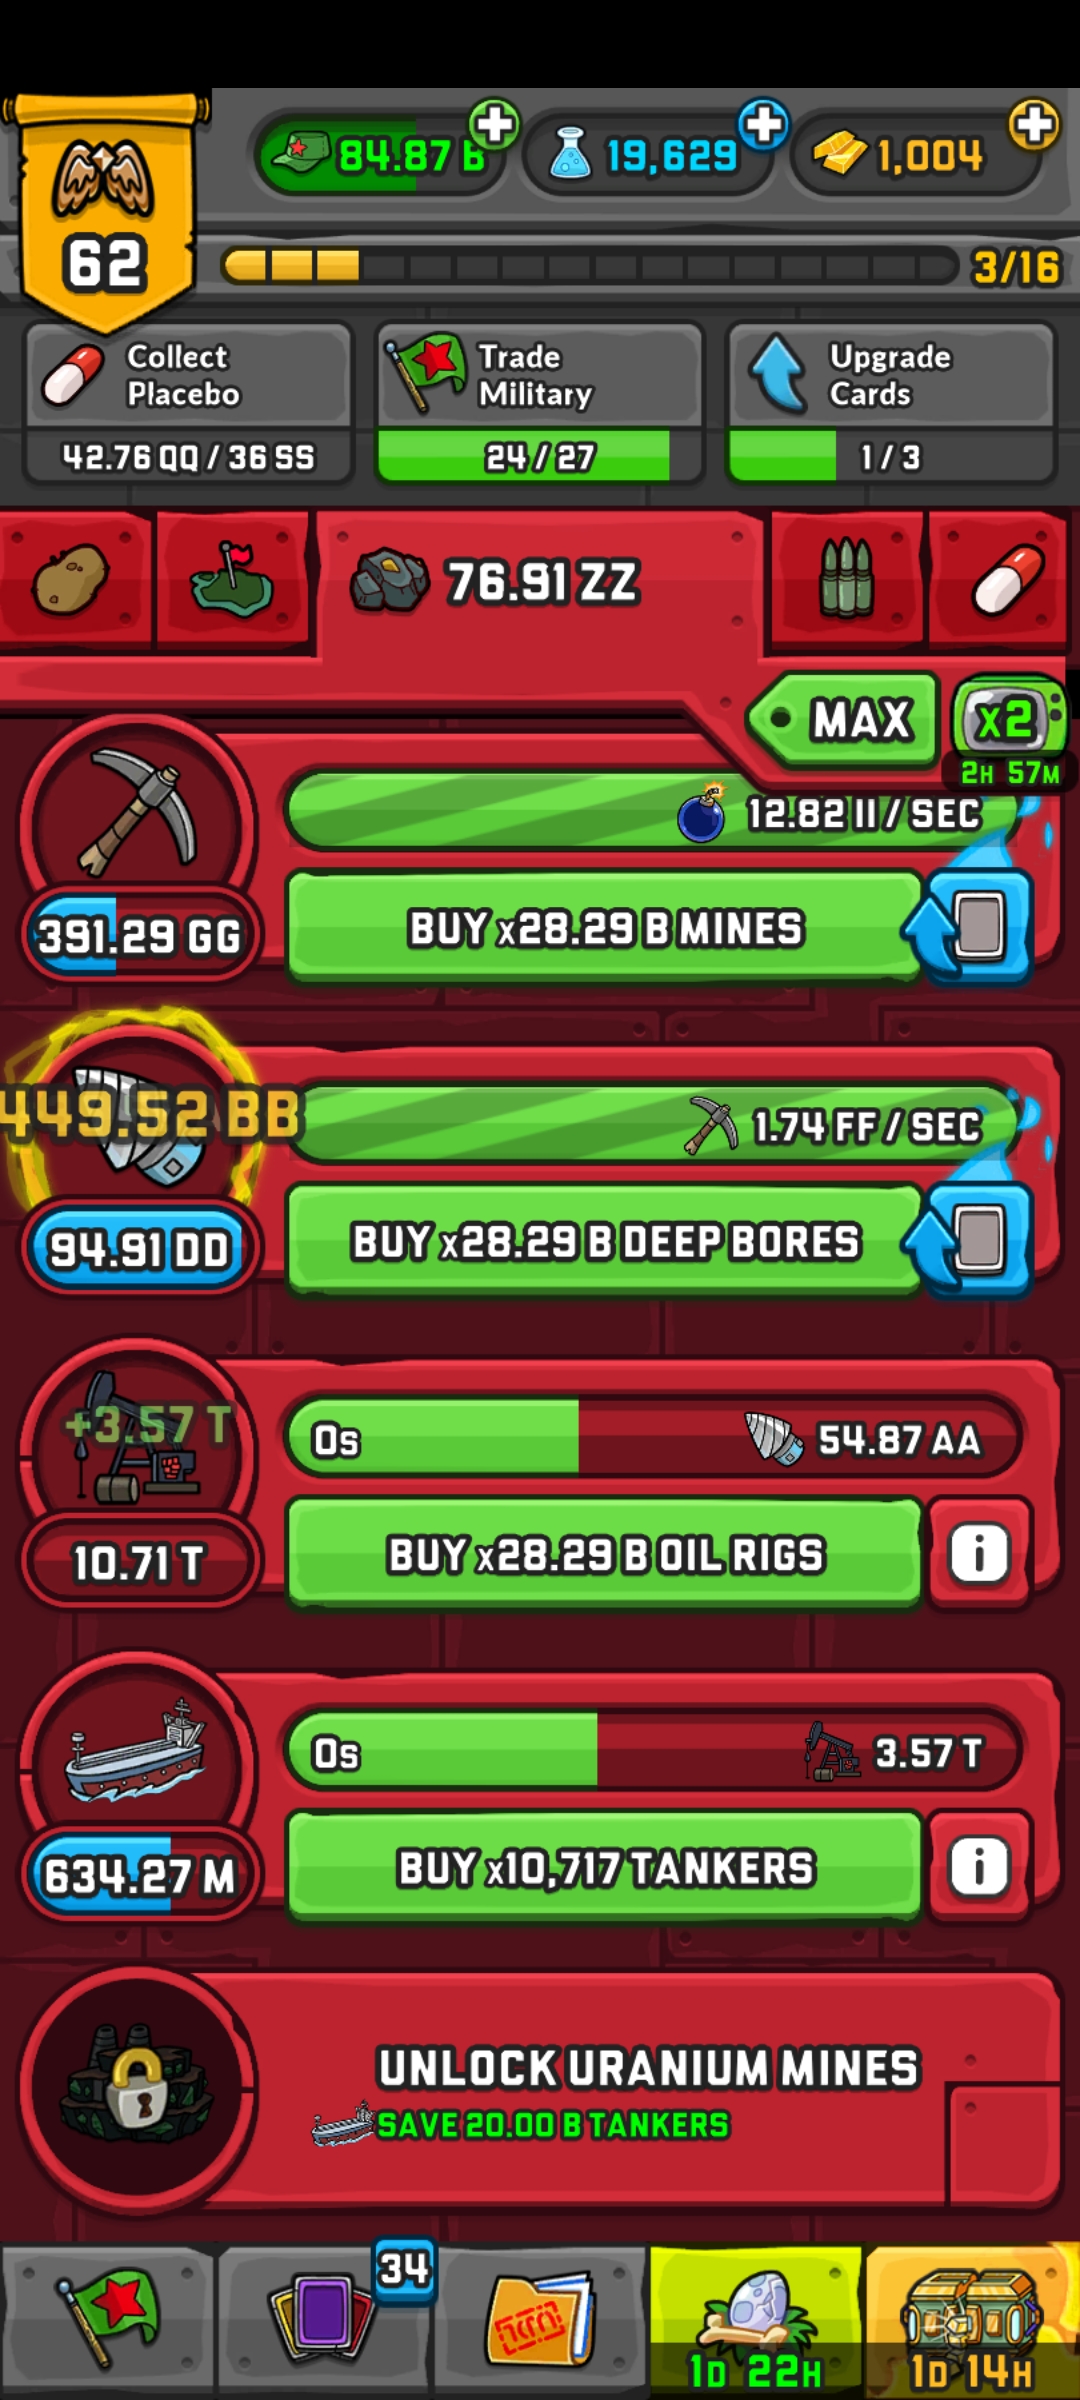 84.87 B
19,629
1,004
62
3/16
Collect
Placebo
42.76 QQ / 36 SS
Trade
Military
24 / 27
Upgrade
Cards
1 / 3
76.91 ZZ
MAX
x2
2H 57M
12.82 II / SEC
391.29 GG
BUY x28.29 B MINES
449.52 BB
1.74 FF / SEC
94.91 DD
BUY x28.29 B DEEP BORES
+3.57 T
0s
54.87 AA
10.71 T
BUY x28.29 B OIL RIGS
i
0s
3.57 T
634.27 M
BUY x10,717 TANKERS
i
UNLOCK URANIUM MINES
SAVE 20.00 B TANKERS
34
1D 22H
1D 14H